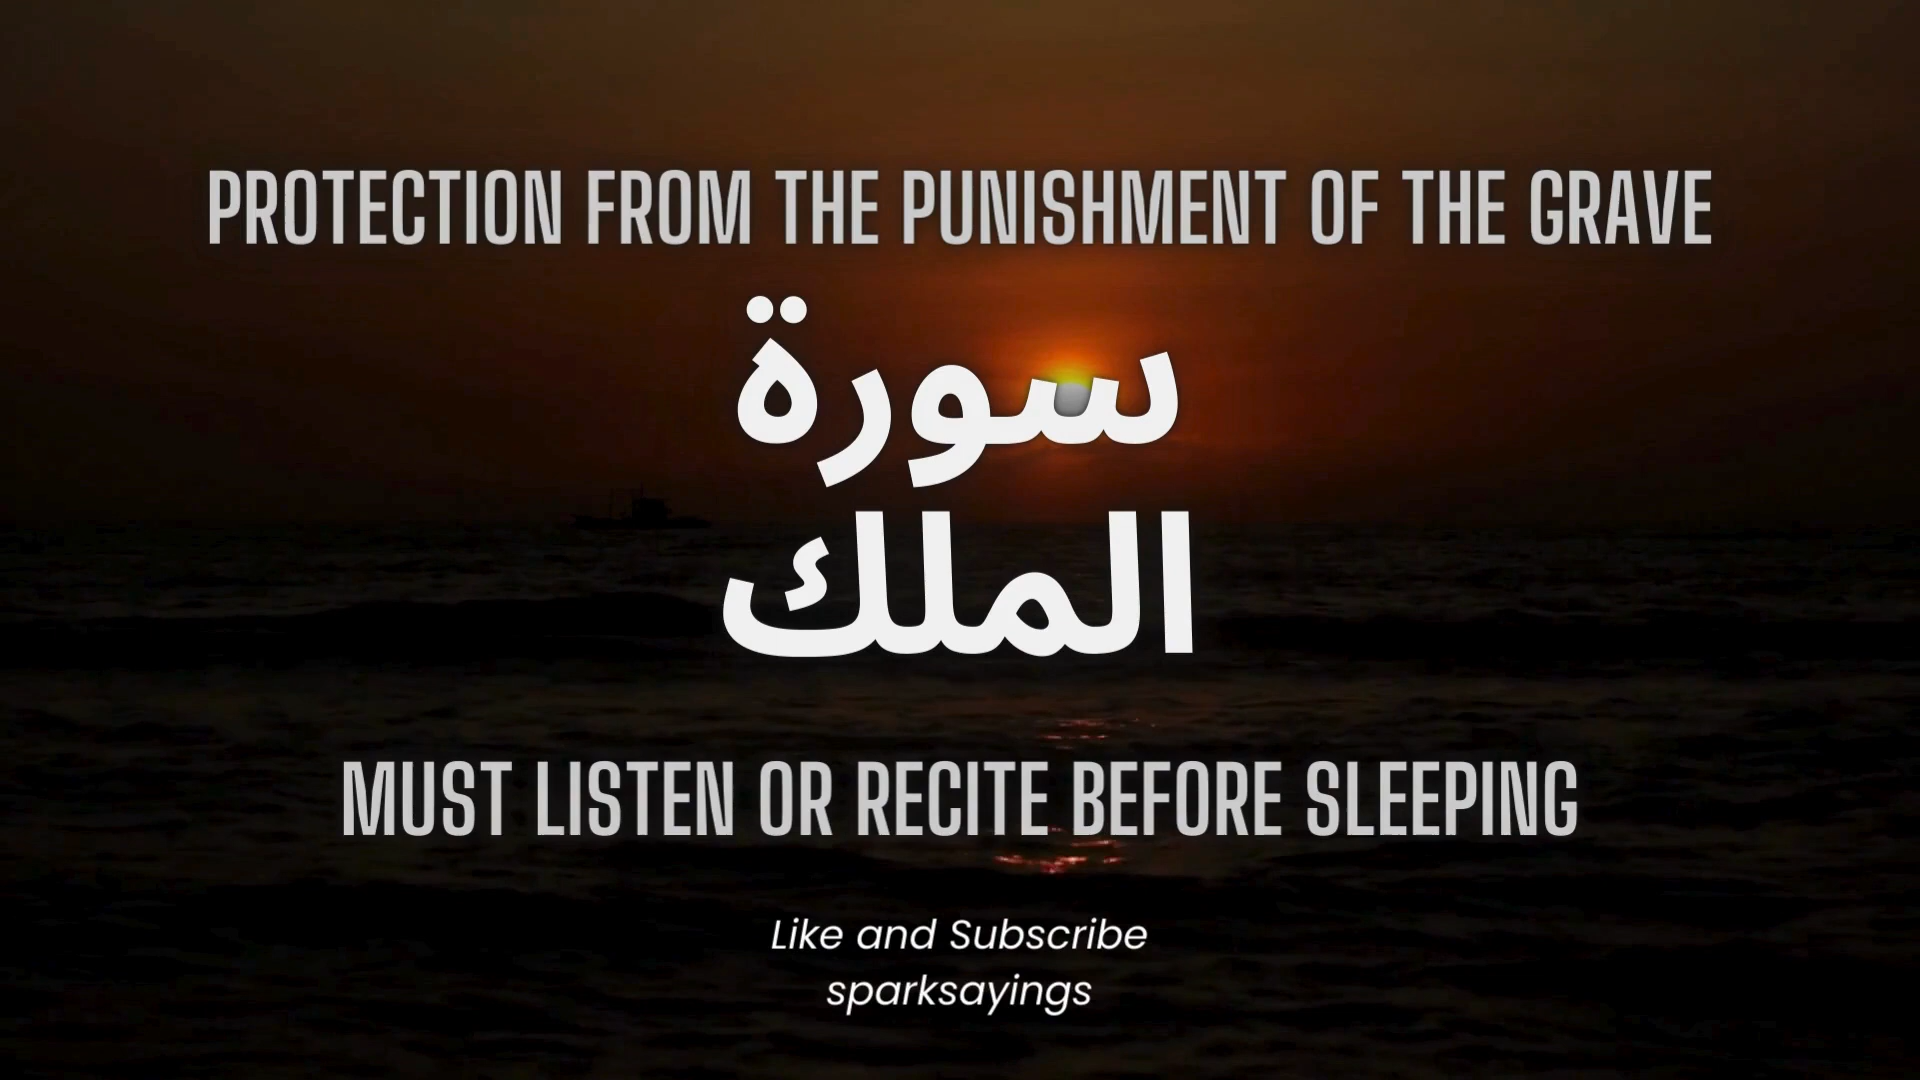 PROTECTION FROM THE PUNISHMENT OF THE GRAVE
سورة
الملك
MUST LISTEN OR RECITE BEFORE SLEEPING
Like and Subscribe
sparksayings